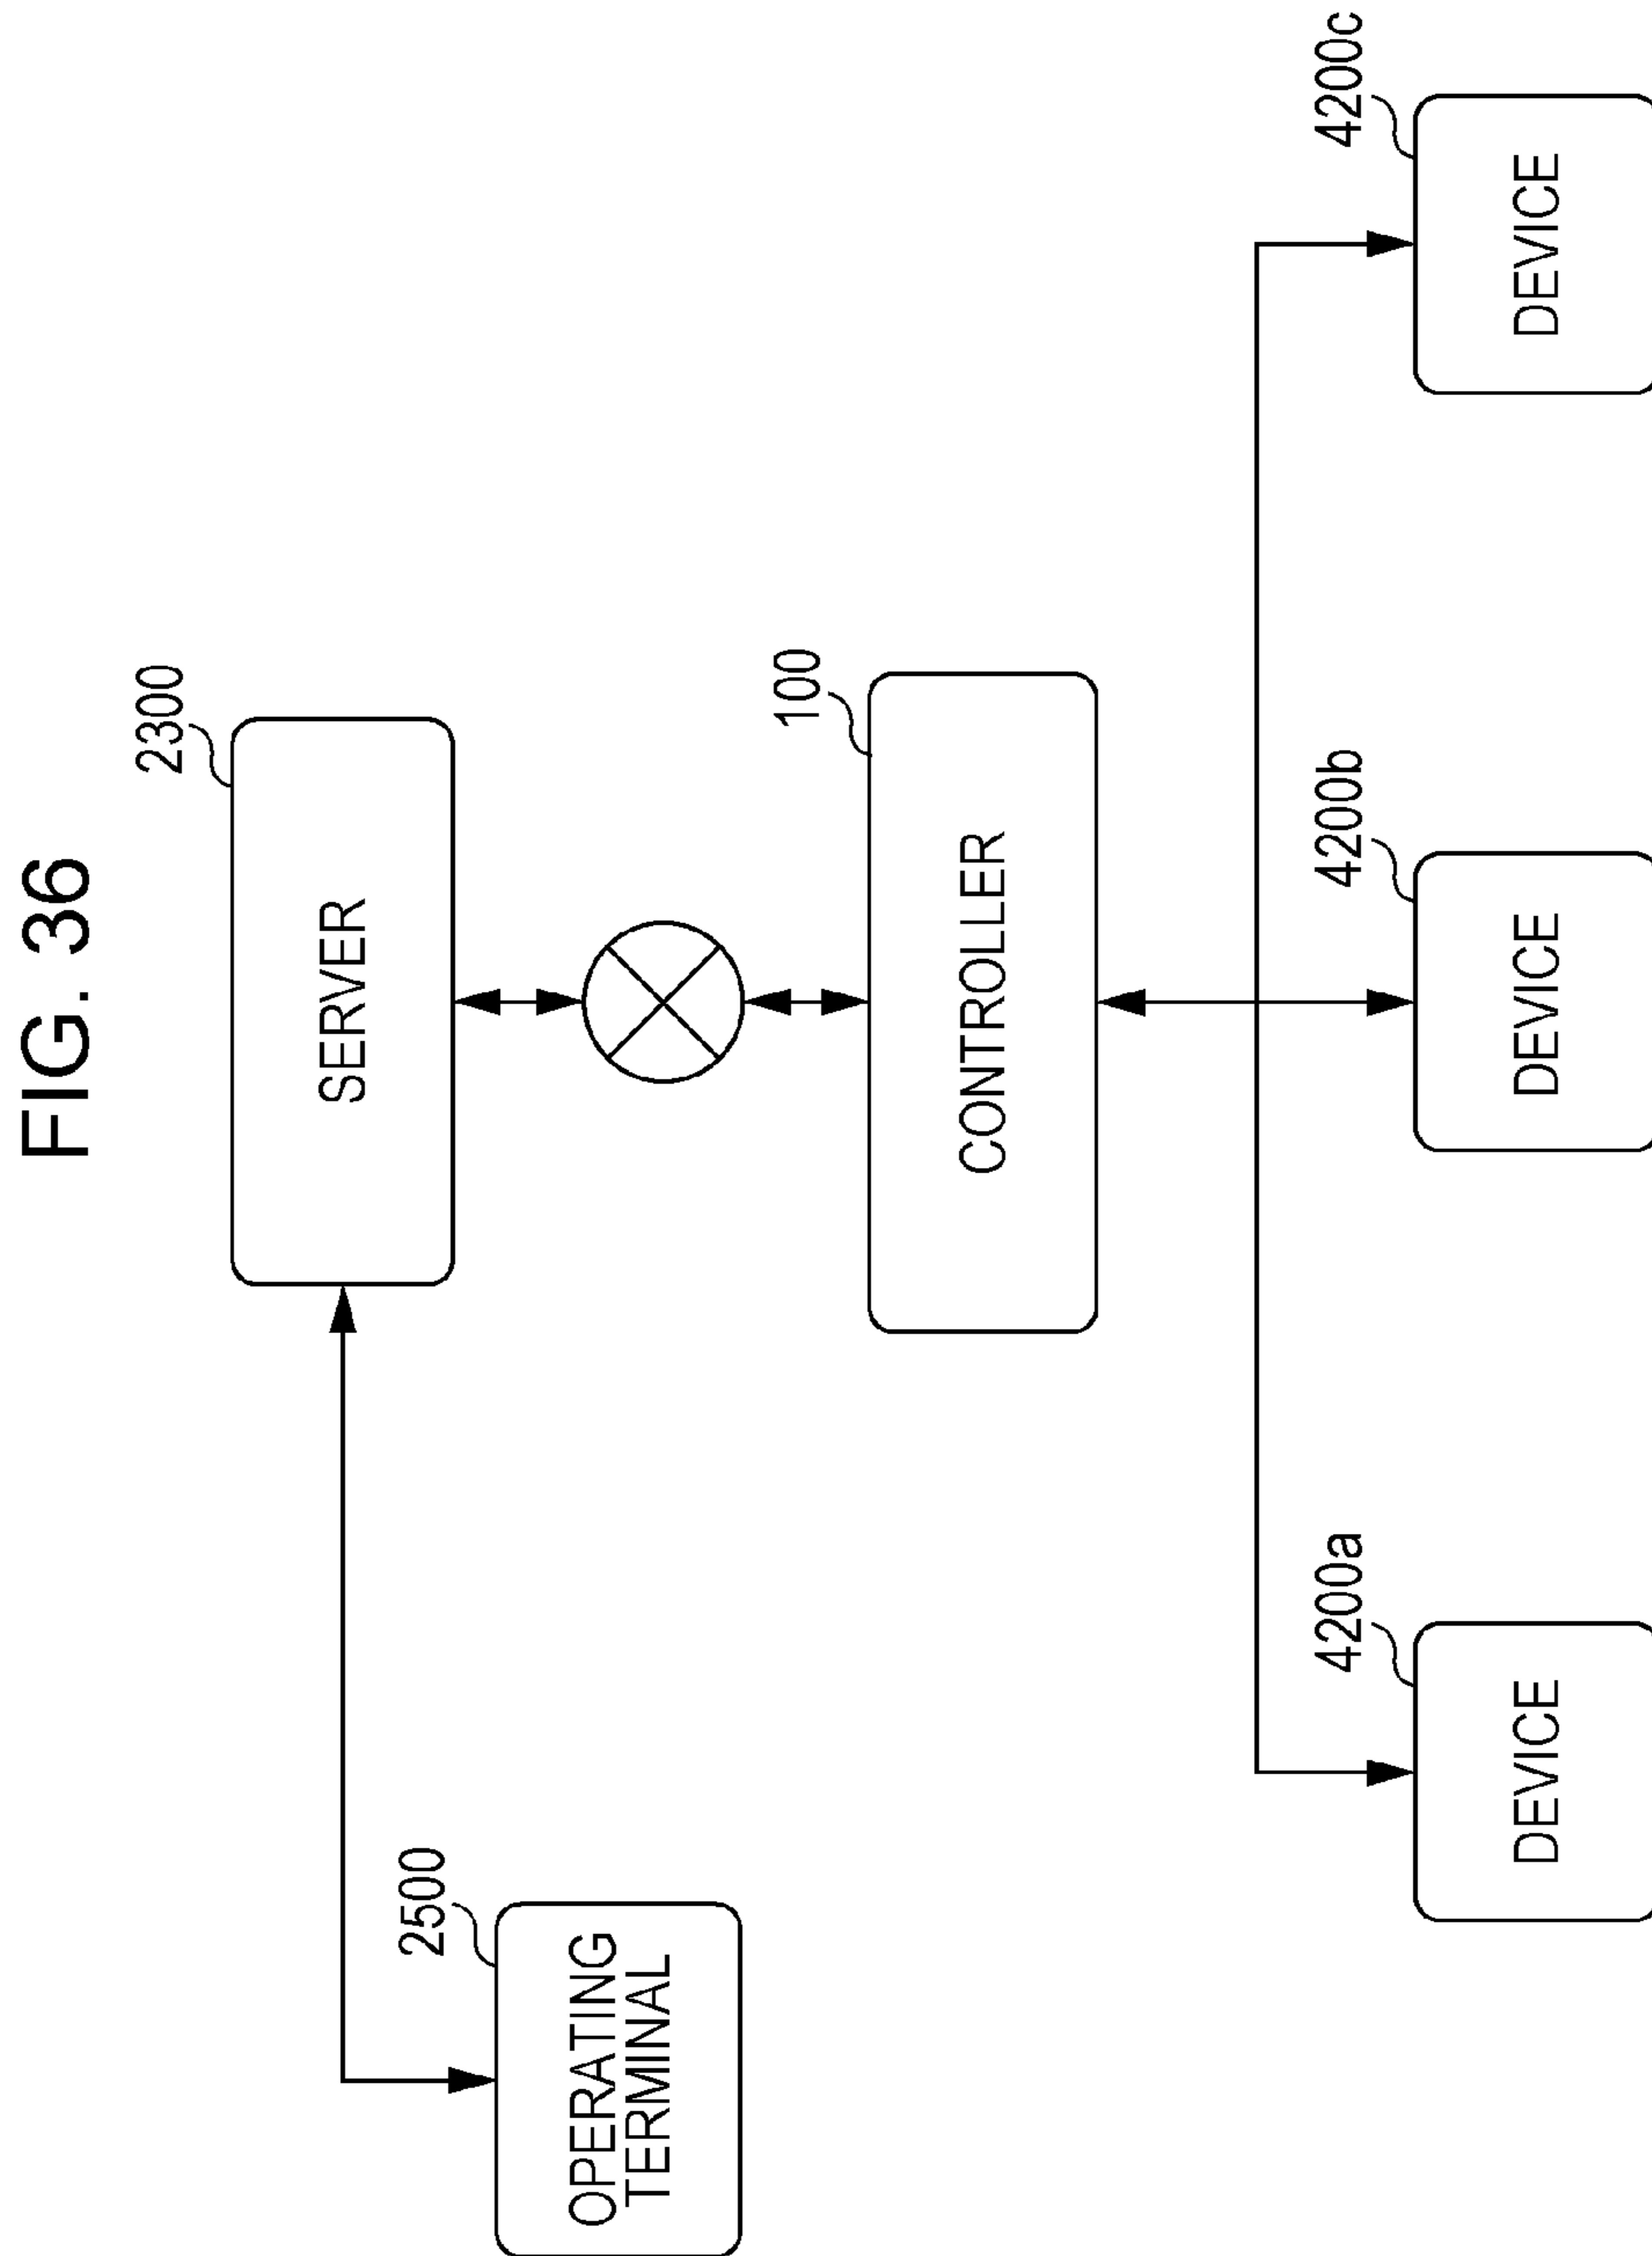 FIG. 36
2300
SERVER
2500
OPERATING
TERMINAL
100
CONTROLLER
4200a
DEVICE
4200b
DEVICE
4200c
DEVICE